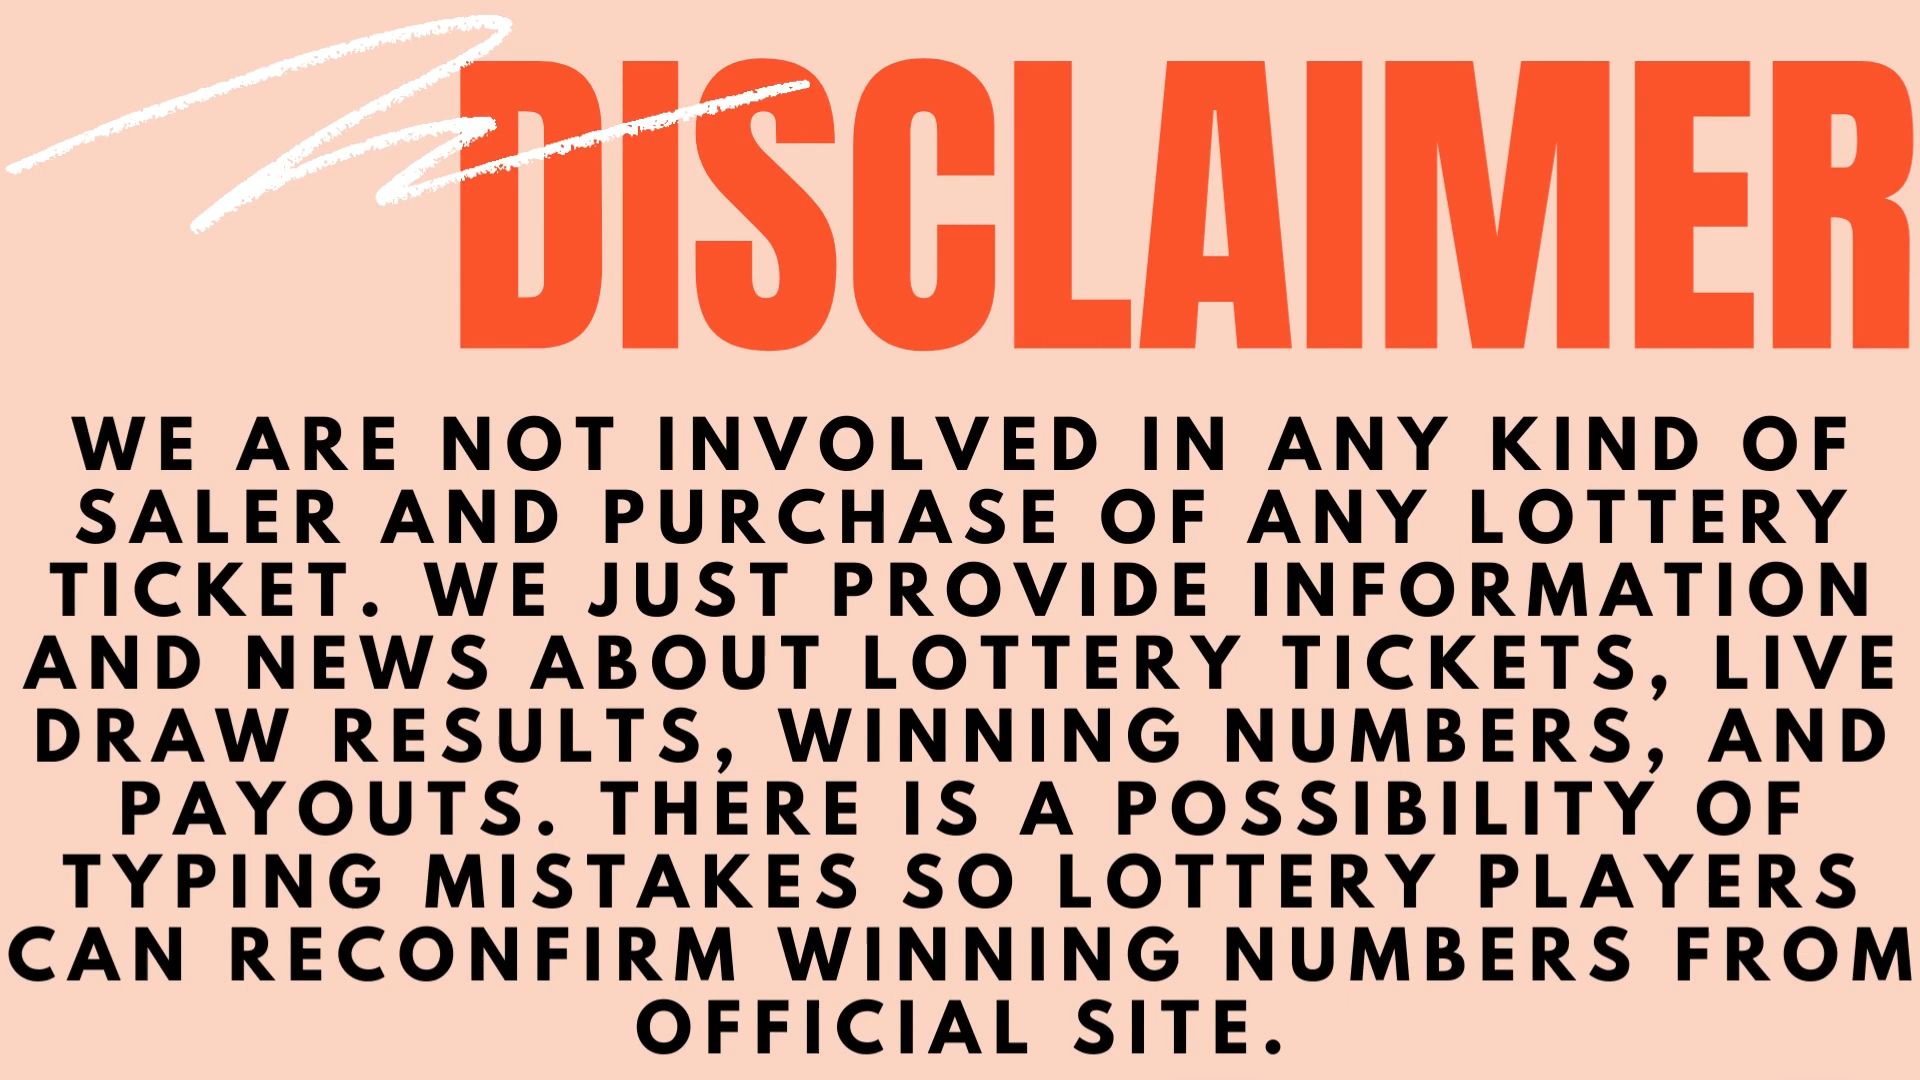 DISCLAIMER
WE ARE NOT INVOLVED IN ANY KIND OF
SALER AND PURCHASE OF ANY LOTTERY
TICKET. WE JUST PROVIDE INFORMATION
AND NEWS ABOUT LOTTERY TICKETS, LIVE
DRAW RESULTS, WINNING NUMBERS, AND
PAYOUTS. THERE IS A POSSIBILITY OF
TYPING MISTAKES SO LOTTERY PLAYERS
CAN RECONFIRM WINNING NUMBERS FROM
OFFICIAL SITE.